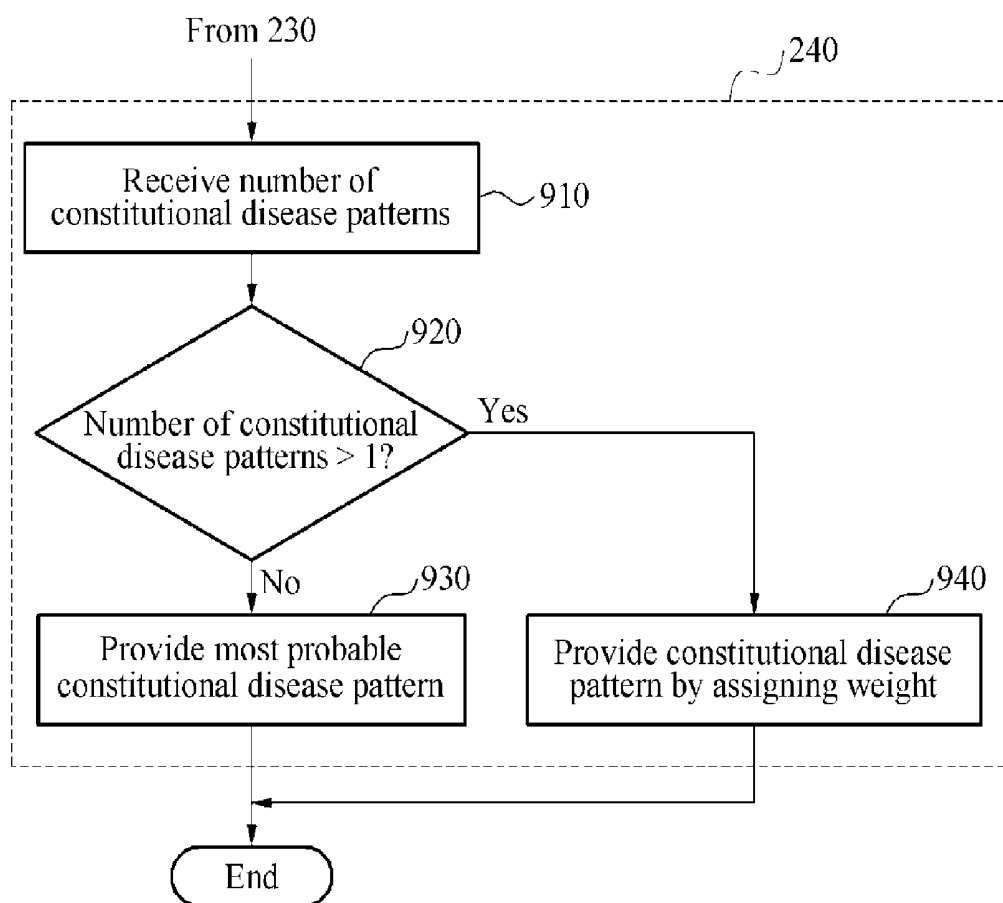 From 230
240
Receive number of
constitutional disease patterns
910
920
Number of constitutional
disease patterns > 1?
Yes
No
930
940
Provide most probable
constitutional disease pattern
Provide constitutional disease
pattern by assigning weight
End